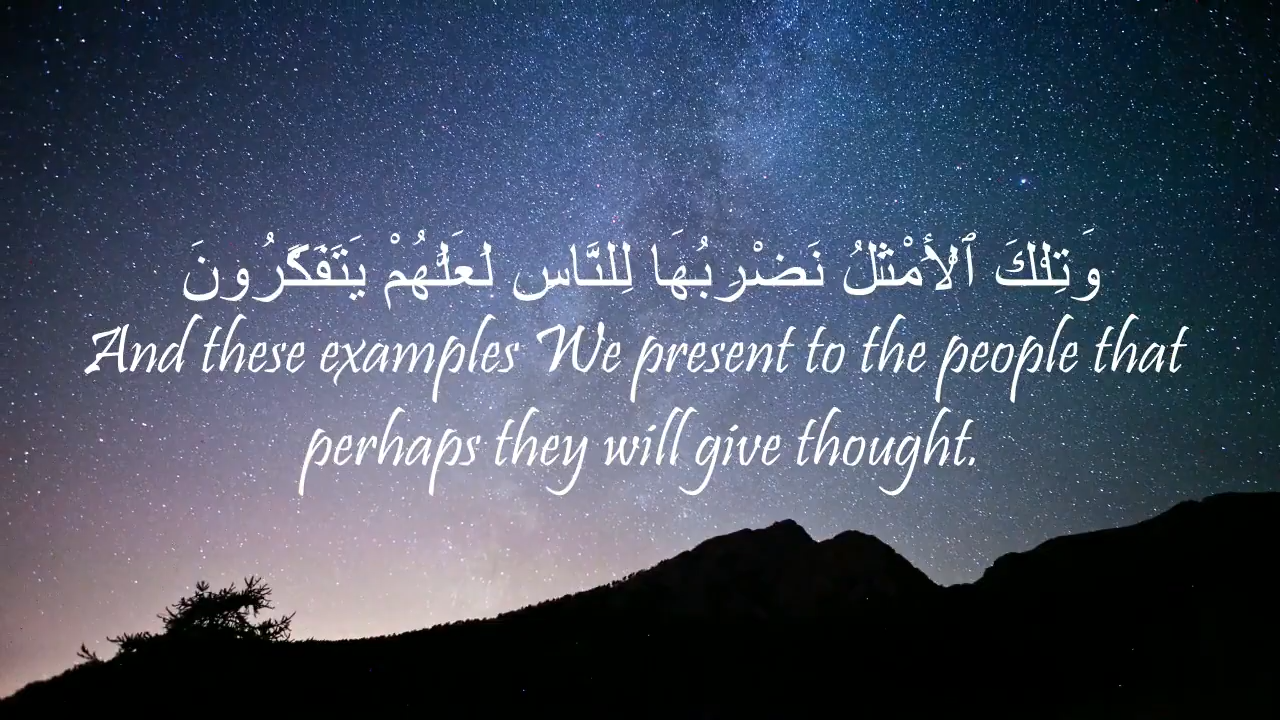 وَتِلْكَ ٱلْأَمْثَٰلُ نَضْرِبُهَا لِلنَّاسِ لَعَلَّهُمْ يَتَفَكَّرُونَ
And these examples We present to the people that
perhaps they will give thought.